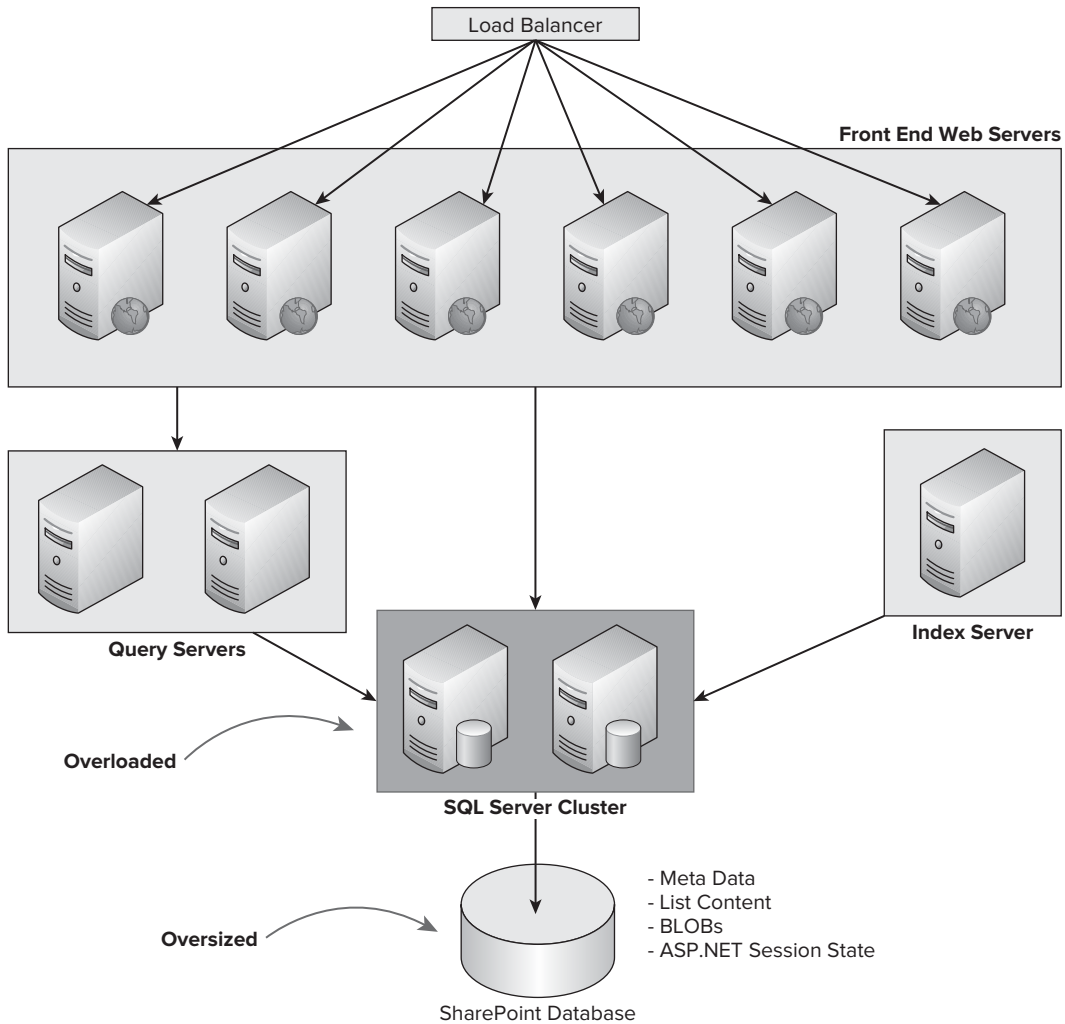 Load Balancer
Front End Web Servers
Query Servers
Index Server
Overloaded
SQL Server Cluster
- Meta Data
- List Content
- BLOBs
- ASP.NET Session State
Oversized
SharePoint Database